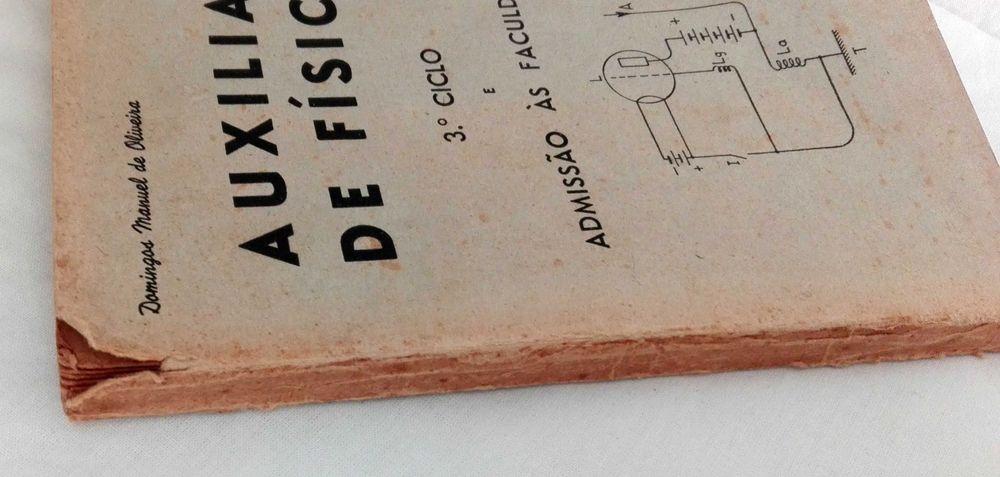 Domingos Manuel de Oliveira
AUXILIA
DE FÍSIC
3.º CICLO
E
ADMISSÃO ÀS FACULD
A
+
-
L
Lg
La
T
-
+
I